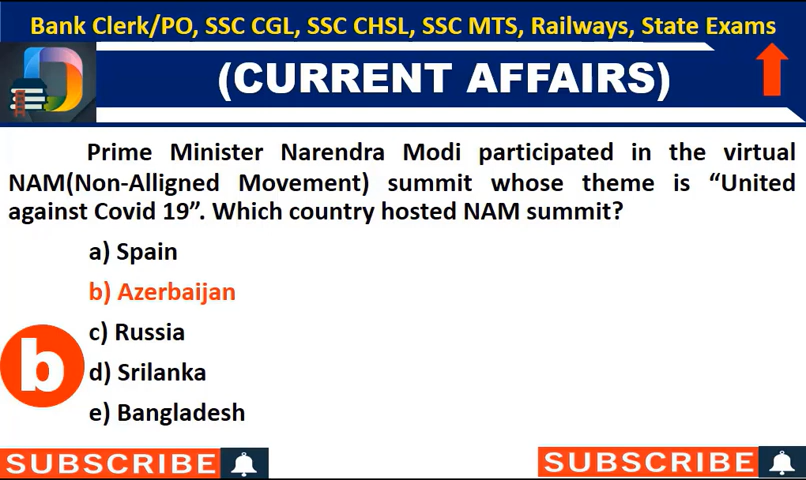 Bank Clerk/PO, SSC CGL, SSC CHSL, SSC MTS, Railways, State Exams
(CURRENT AFFAIRS)
Prime Minister Narendra Modi participated in the virtual
NAM(Non-Alligned Movement) summit whose theme is “United
against Covid 19”. Which country hosted NAM summit?
a) Spain
b) Azerbaijan
c) Russia
d) Srilanka
e) Bangladesh
b
SUBSCRIBE
SUBSCRIBE